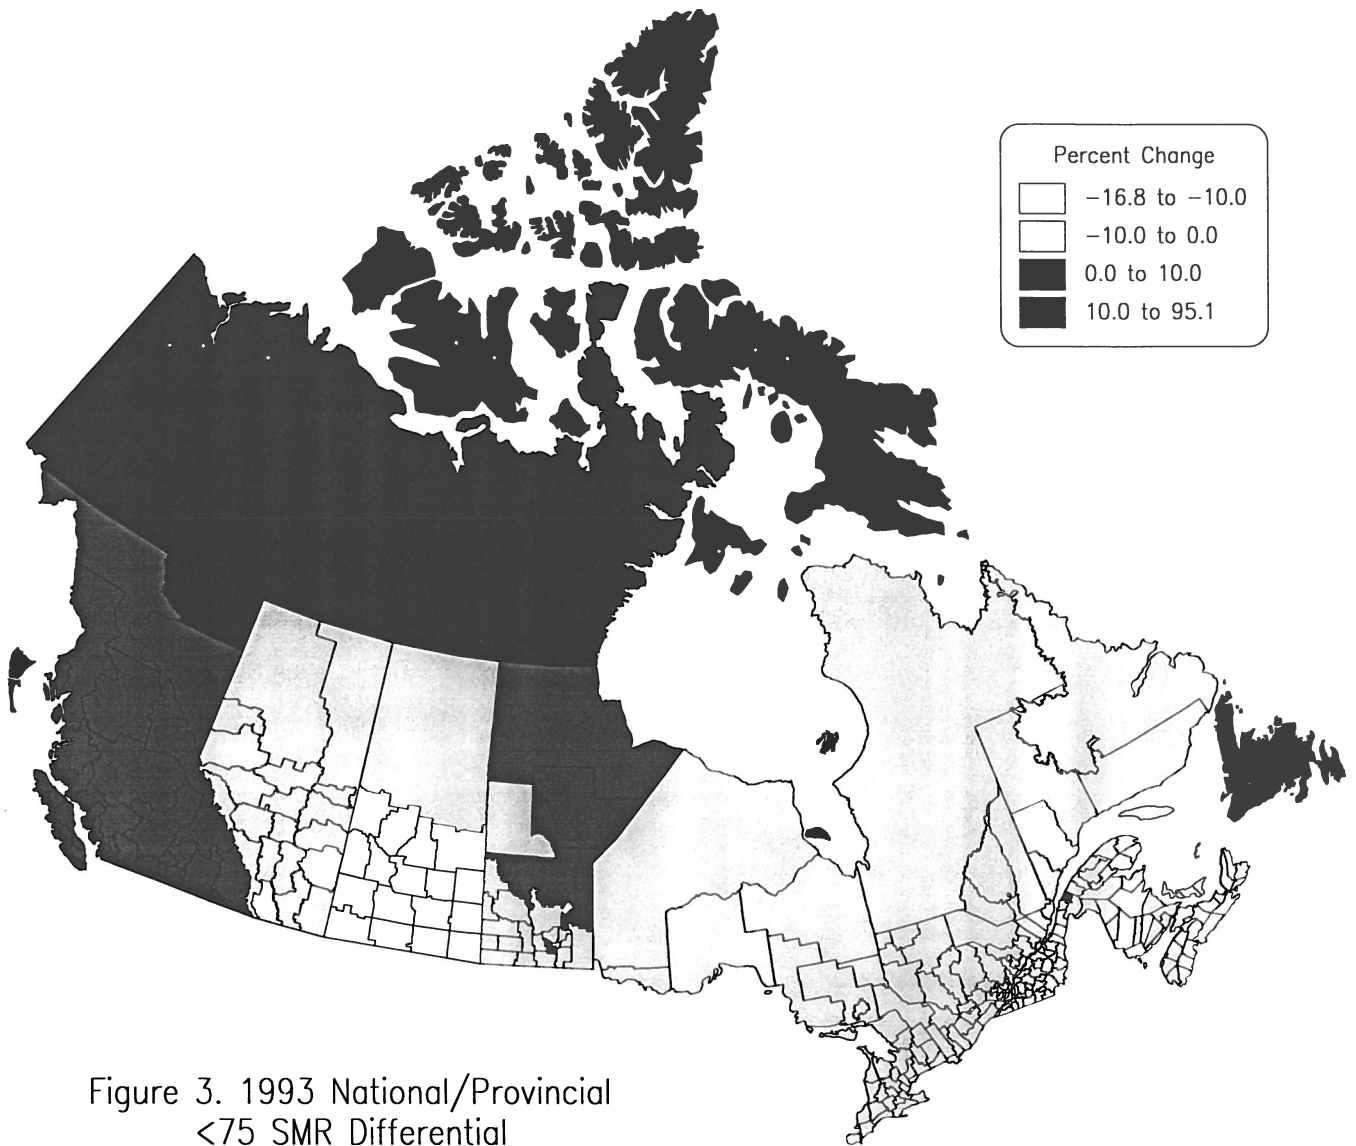 Percent Change
−16.8 to −10.0
−10.0 to 0.0
0.0 to 10.0
10.0 to 95.1
Figure 3. 1993 National/Provincial
<75 SMR Differential